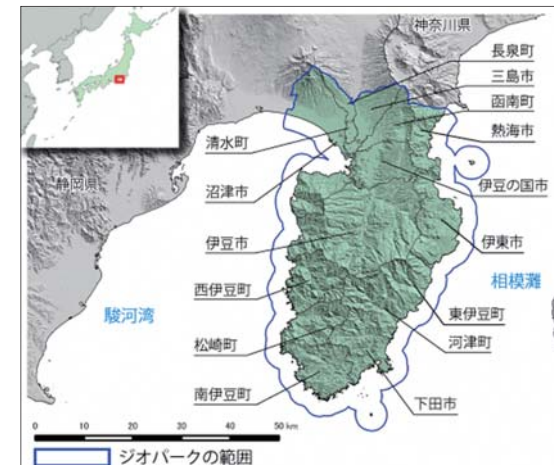 神奈川県
長泉町
三島市
函南町
熱海市
清水町
静岡県
沼津市
伊豆の国市
伊豆市
伊東市
相模灘
西伊豆町
駿河湾
東伊豆町
松崎町
河津町
南伊豆町
下田市
0 10 20 30 40 50 km
ジオパークの範囲